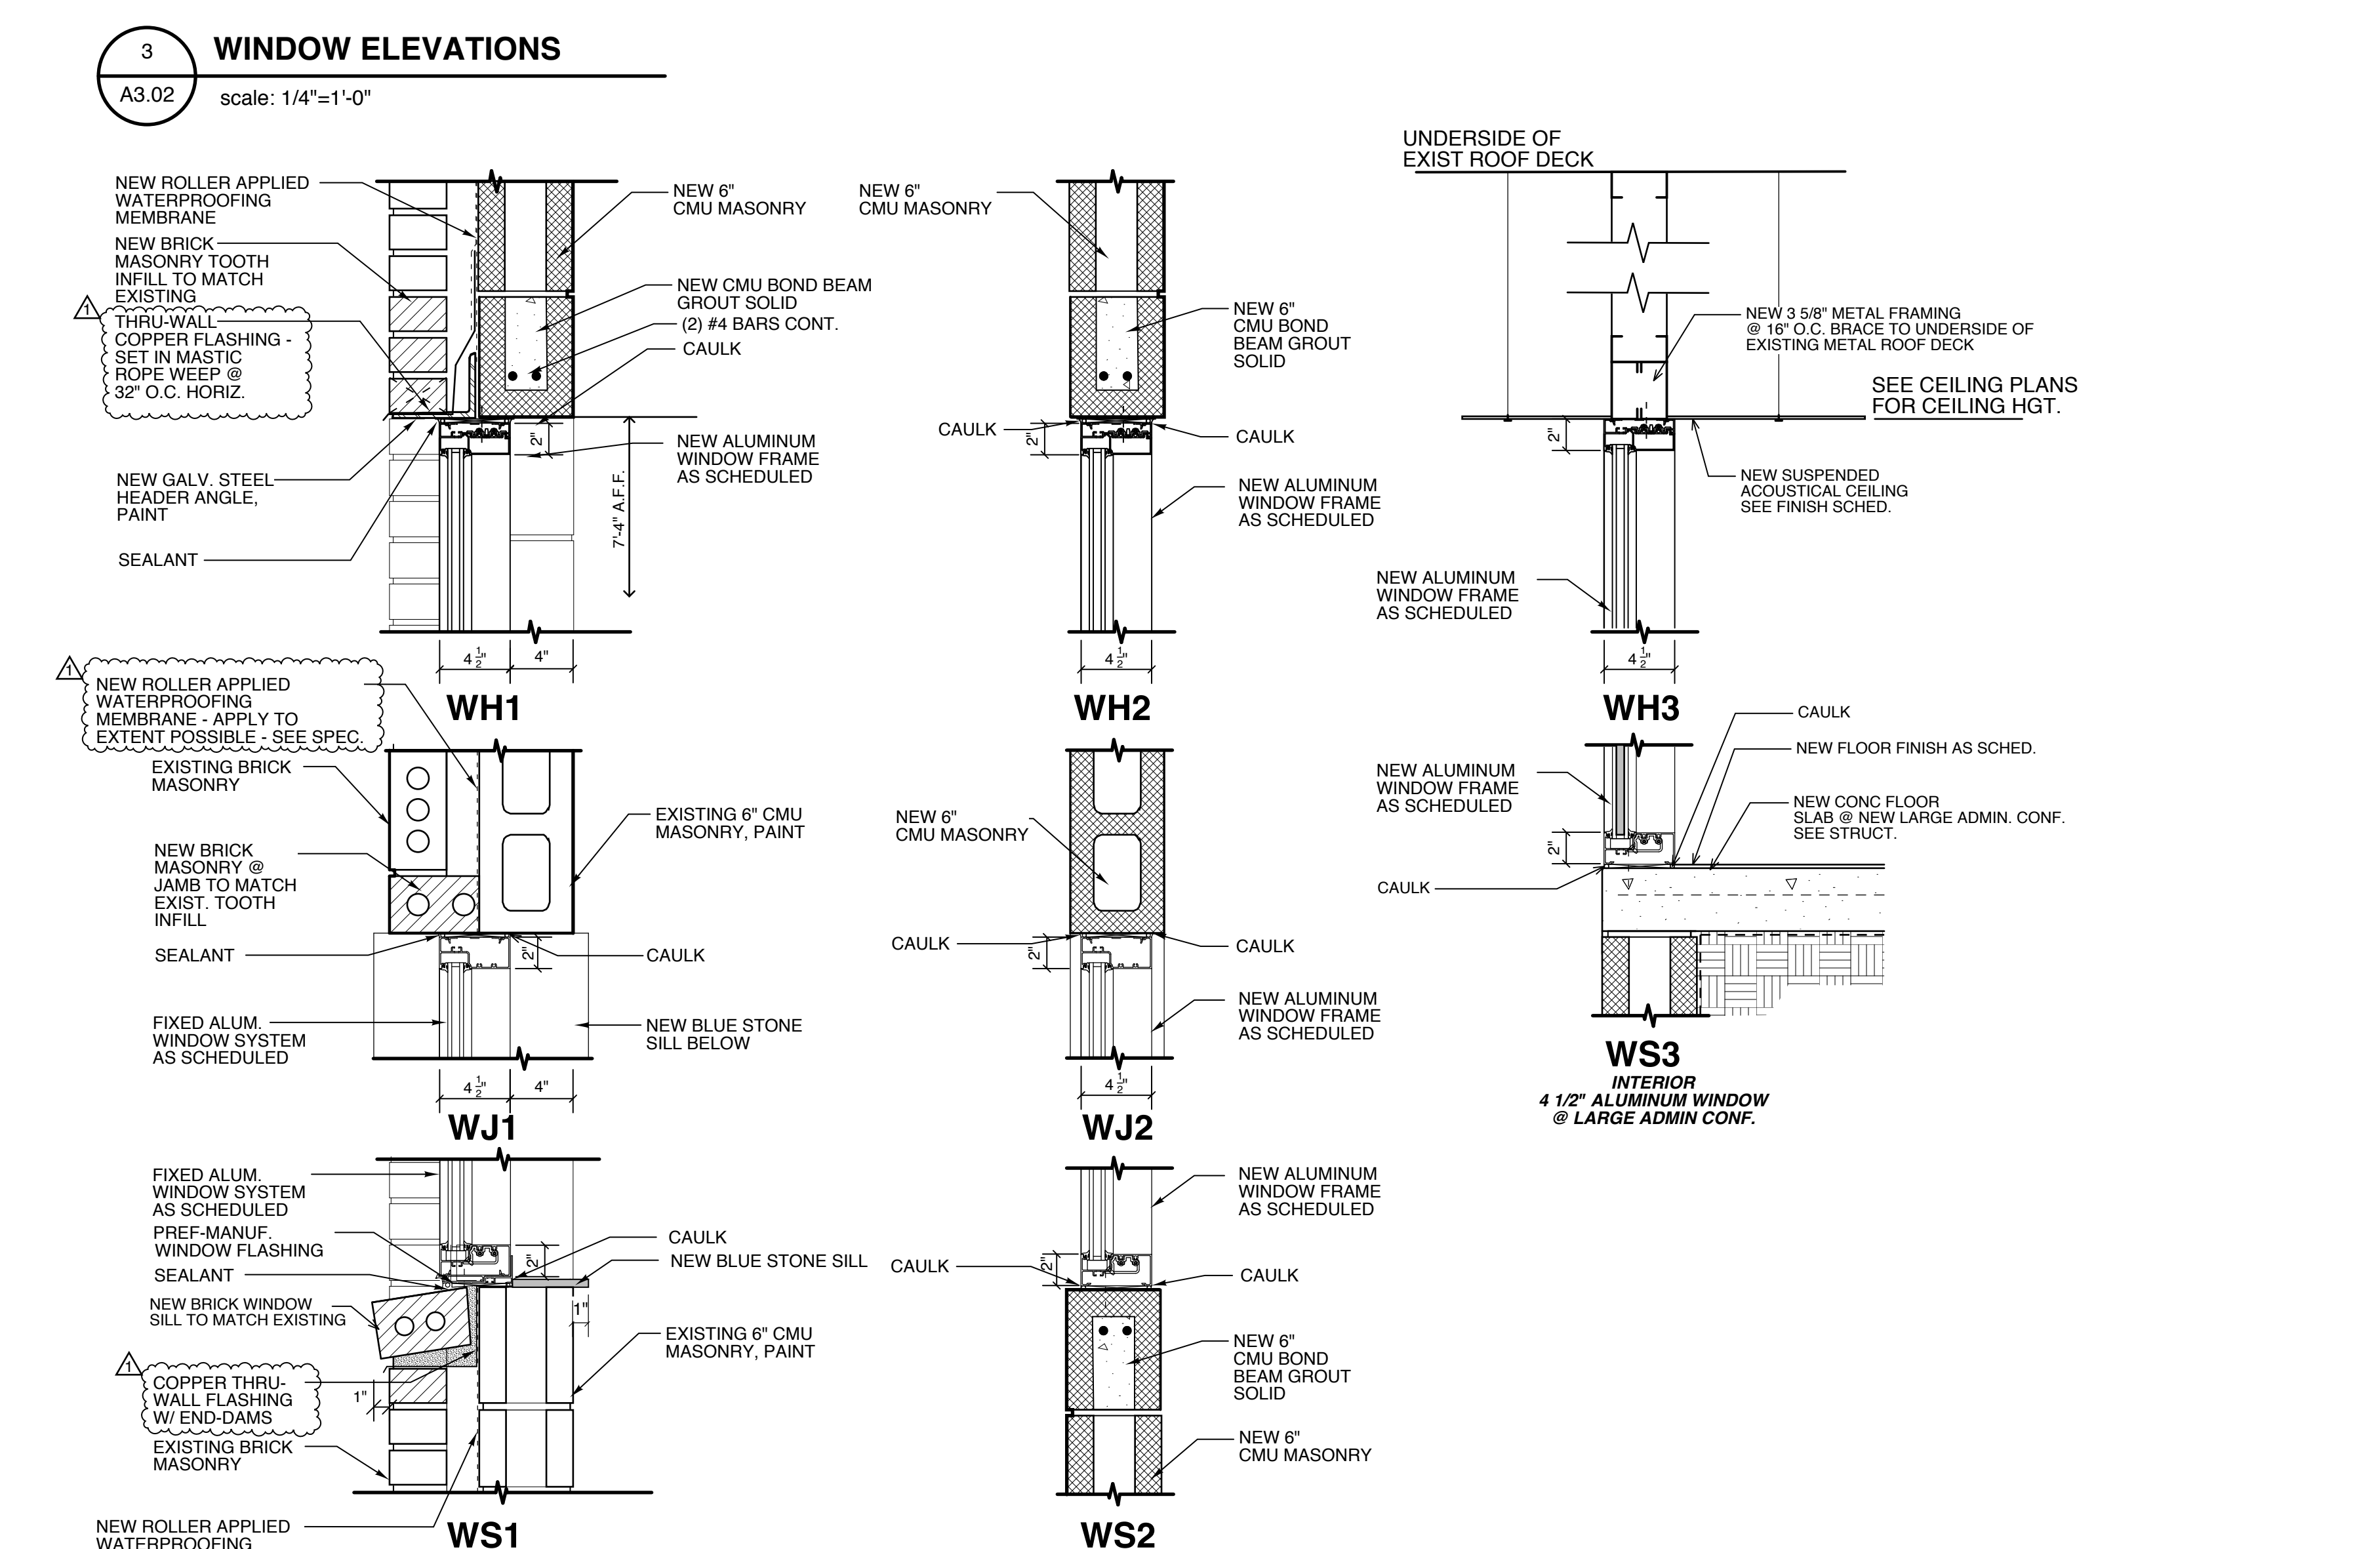 3
A3.02
WINDOW ELEVATIONS
scale: 1/4"=1'-0"
NEW ROLLER APPLIED
WATERPROOFING
MEMBRANE
NEW BRICK
MASONRY TOOTH
INFILL TO MATCH
EXISTING
1
THRU-WALL
COPPER FLASHING -
SET IN MASTIC
ROPE WEEP @
32" O.C. HORIZ.
NEW GALV. STEEL
HEADER ANGLE,
PAINT
SEALANT
NEW 6"
CMU MASONRY
NEW CMU BOND BEAM
GROUT SOLID
(2) #4 BARS CONT.
CAULK
2"
NEW ALUMINUM
WINDOW FRAME
AS SCHEDULED
7'-4" A.F.F.
4 1/2"
4"
WH1
NEW 6"
CMU MASONRY
NEW 6"
CMU BOND
BEAM GROUT
SOLID
CAULK
2"
CAULK
NEW ALUMINUM
WINDOW FRAME
AS SCHEDULED
4 1/2"
WH2
UNDERSIDE OF
EXIST ROOF DECK
NEW 3 5/8" METAL FRAMING
@ 16" O.C. BRACE TO UNDERSIDE OF
EXISTING METAL ROOF DECK
SEE CEILING PLANS
FOR CEILING HGT.
2"
NEW SUSPENDED
ACOUSTICAL CEILING
SEE FINISH SCHED.
NEW ALUMINUM
WINDOW FRAME
AS SCHEDULED
4 1/2"
WH3
1
NEW ROLLER APPLIED
WATERPROOFING
MEMBRANE - APPLY TO
EXTENT POSSIBLE - SEE SPEC.
EXISTING BRICK
MASONRY
NEW BRICK
MASONRY @
JAMB TO MATCH
EXIST. TOOTH
INFILL
SEALANT
FIXED ALUM.
WINDOW SYSTEM
AS SCHEDULED
EXISTING 6" CMU
MASONRY, PAINT
2"
CAULK
NEW BLUE STONE
SILL BELOW
4 1/2"
4"
WJ1
NEW 6"
CMU MASONRY
CAULK
2"
CAULK
NEW ALUMINUM
WINDOW FRAME
AS SCHEDULED
4 1/2"
WJ2
CAULK
NEW FLOOR FINISH AS SCHED.
NEW ALUMINUM
WINDOW FRAME
AS SCHEDULED
NEW CONC FLOOR
SLAB @ NEW LARGE ADMIN. CONF.
SEE STRUCT.
2"
CAULK
WS3
INTERIOR
4 1/2" ALUMINUM WINDOW
@ LARGE ADMIN CONF.
FIXED ALUM.
WINDOW SYSTEM
AS SCHEDULED
PREF-MANUF.
WINDOW FLASHING
SEALANT
NEW BRICK WINDOW
SILL TO MATCH EXISTING
1
COPPER THRU-
WALL FLASHING
W/ END-DAMS
1"
EXISTING BRICK
MASONRY
NEW ROLLER APPLIED
WATERPROOFING
2"
CAULK
NEW BLUE STONE SILL
1"
EXISTING 6" CMU
MASONRY, PAINT
WS1
NEW ALUMINUM
WINDOW FRAME
AS SCHEDULED
CAULK
2"
CAULK
NEW 6"
CMU BOND
BEAM GROUT
SOLID
NEW 6"
CMU MASONRY
WS2